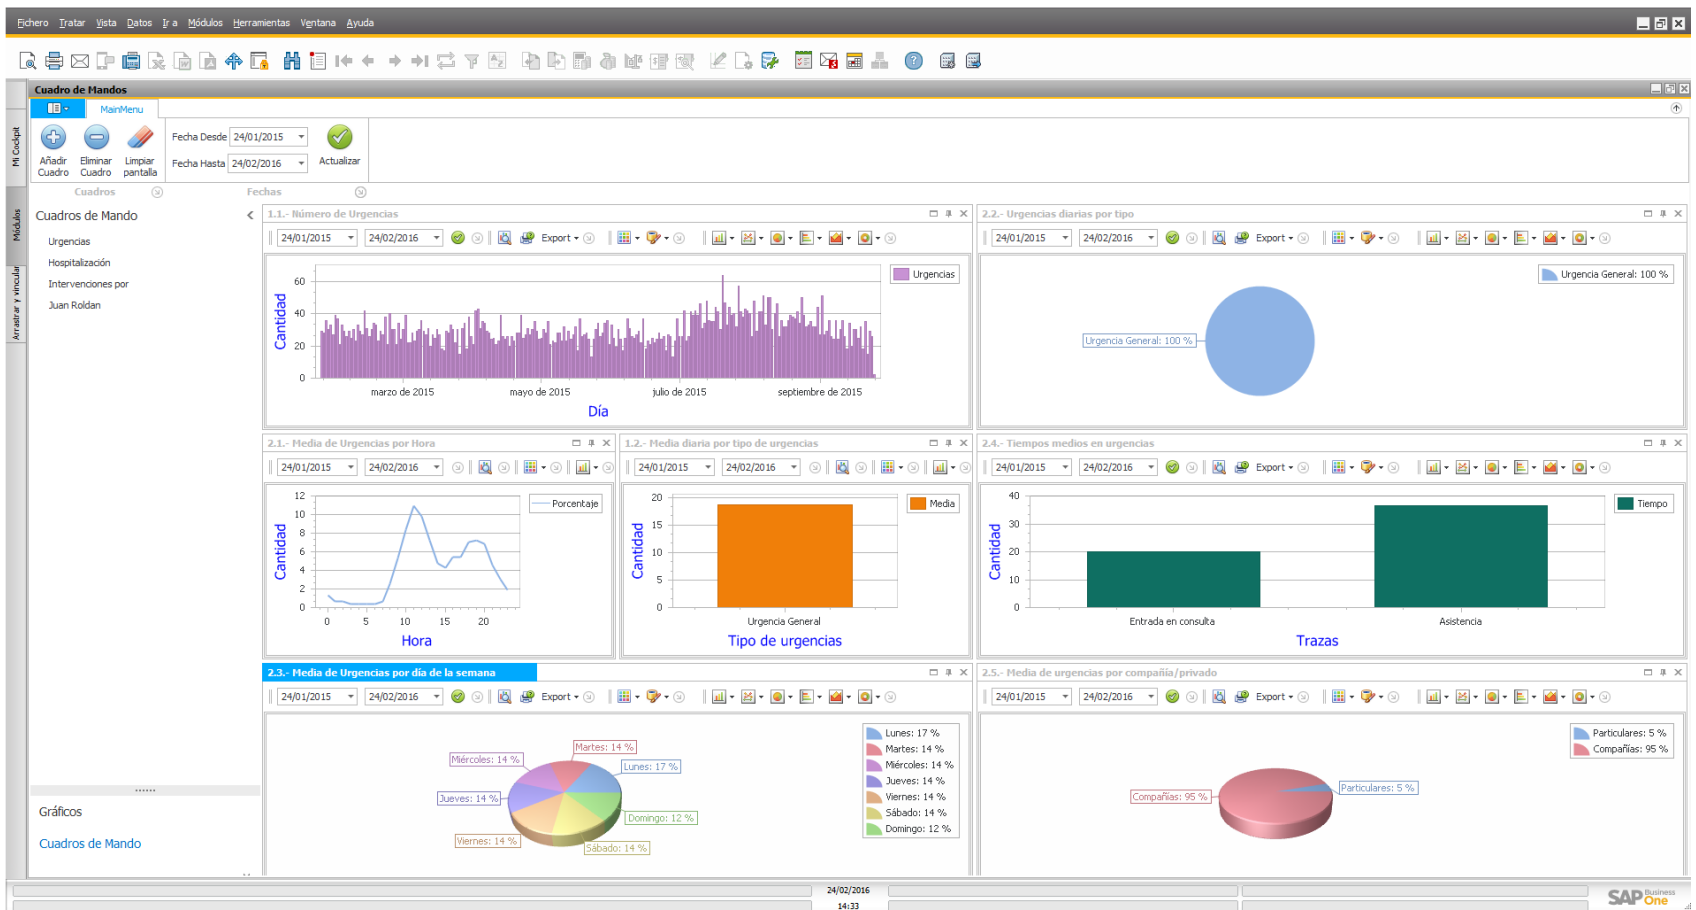 Fichero Tratar Vista Datos Ir a Módulos Herramientas Ventana Ayuda
Cuadro de Mandos
MainMenu
Mi Cockpit
Módulos
Arrastrar y vincular
Añadir Cuadro
Eliminar Cuadro
Limpiar pantalla
Fecha Desde 24/01/2015
Fecha Hasta 24/02/2016
Actualizar
Cuadros
Fechas
Cuadros de Mando
Urgencias
Hospitalización
Intervenciones por
Juan Roldan
Gráficos
Cuadros de Mando
1.1.- Número de Urgencias
24/01/2015 24/02/2016 Export
Urgencias
Cantidad
60
40
20
0
marzo de 2015 mayo de 2015 julio de 2015 septiembre de 2015
Día
2.2.- Urgencias diarias por tipo
24/01/2015 24/02/2016 Export
Urgencia General: 100 %
Urgencia General: 100 %
2.1.- Media de Urgencias por Hora
24/01/2015 24/02/2016
Porcentaje
Cantidad
12
10
8
6
4
2
0
0 5 10 15 20
Hora
1.2.- Media diaria por tipo de urgencias
24/01/2015 24/02/2016
Media
Cantidad
20
15
10
5
0
Urgencia General
Tipo de urgencias
2.4.- Tiempos medios en urgencias
24/01/2015 24/02/2016 Export
Tiempo
Cantidad
40
30
20
10
0
Entrada en consulta Asistencia
Trazas
2.3.- Media de Urgencias por día de la semana
24/01/2015 24/02/2016 Export
Martes: 14 %
Miércoles: 14 %
Lunes: 17 %
Jueves: 14 %
Domingo: 12 %
Viernes: 14 %
Sábado: 14 %
Lunes: 17 %
Martes: 14 %
Miércoles: 14 %
Jueves: 14 %
Viernes: 14 %
Sábado: 14 %
Domingo: 12 %
2.5.- Media de urgencias por compañía/privado
24/01/2015 24/02/2016 Export
Particulares: 5 %
Compañías: 95 %
Particulares: 5 %
Compañías: 95 %
24/02/2016
14:33
SAP Business One